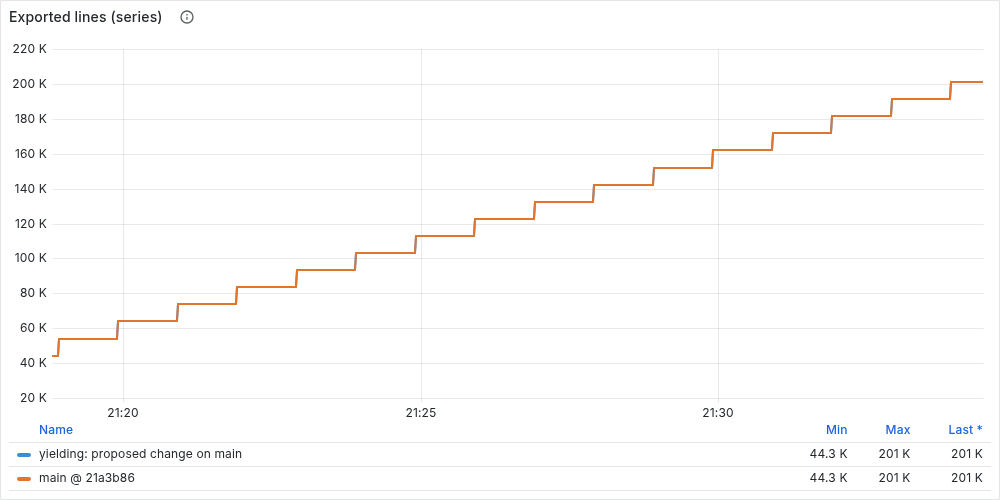 Exported lines (series)
220 K
200 K
180 K
160 K
140 K
120 K
100 K
80 K
60 K
40 K
20 K
21:20 21:25 21:30
Name Min Max Last *
yielding: proposed change on main 44.3 K 201 K 201 K
main @ 21a3b86 44.3 K 201 K 201 K